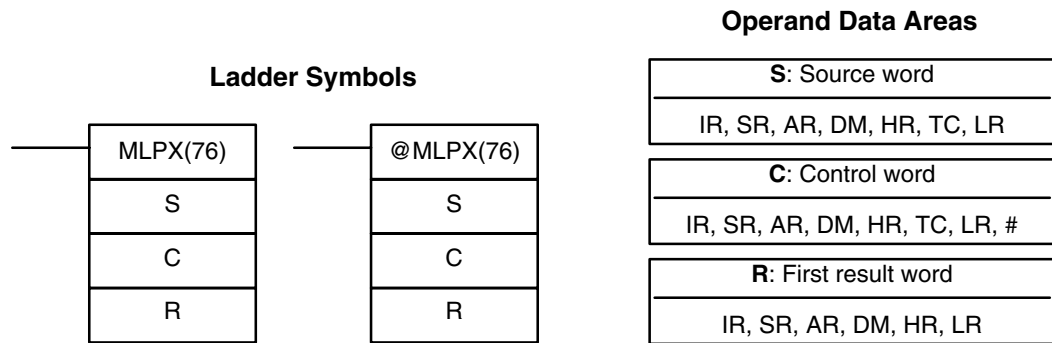 Ladder Symbols
MLPX(76)
S
C
R
@MLPX(76)
S
C
R
Operand Data Areas
S: Source word
IR, SR, AR, DM, HR, TC, LR
C: Control word
IR, SR, AR, DM, HR, TC, LR, #
R: First result word
IR, SR, AR, DM, HR, LR